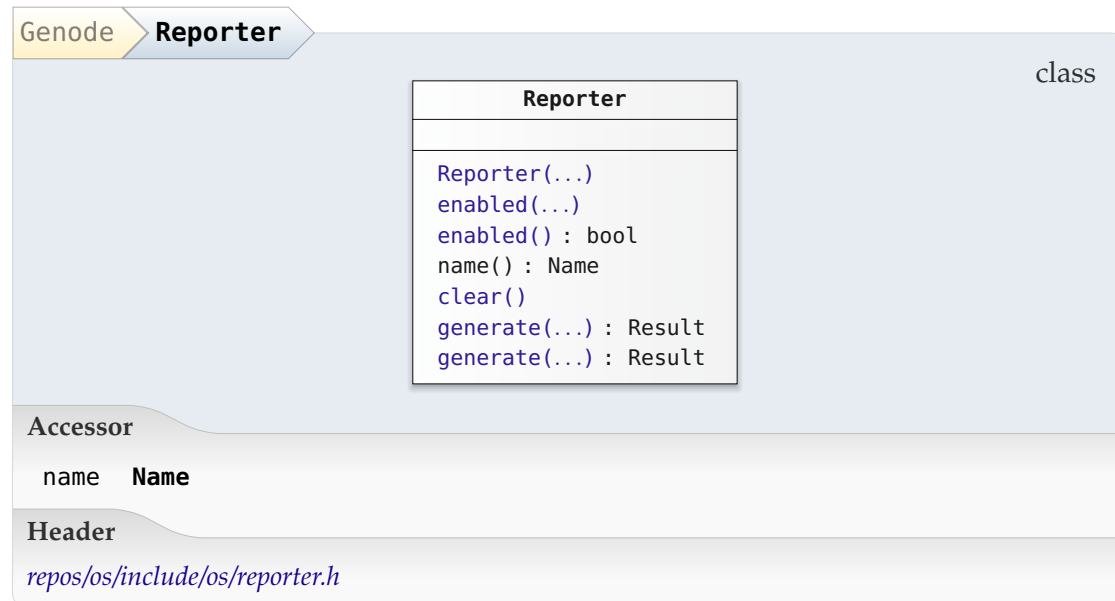 Genode Reporter
class
Reporter
Reporter(...)
enabled(...)
enabled() : bool
name() : Name
clear()
generate(...) : Result
generate(...) : Result
Accessor
name Name
Header
repos/os/include/os/reporter.h